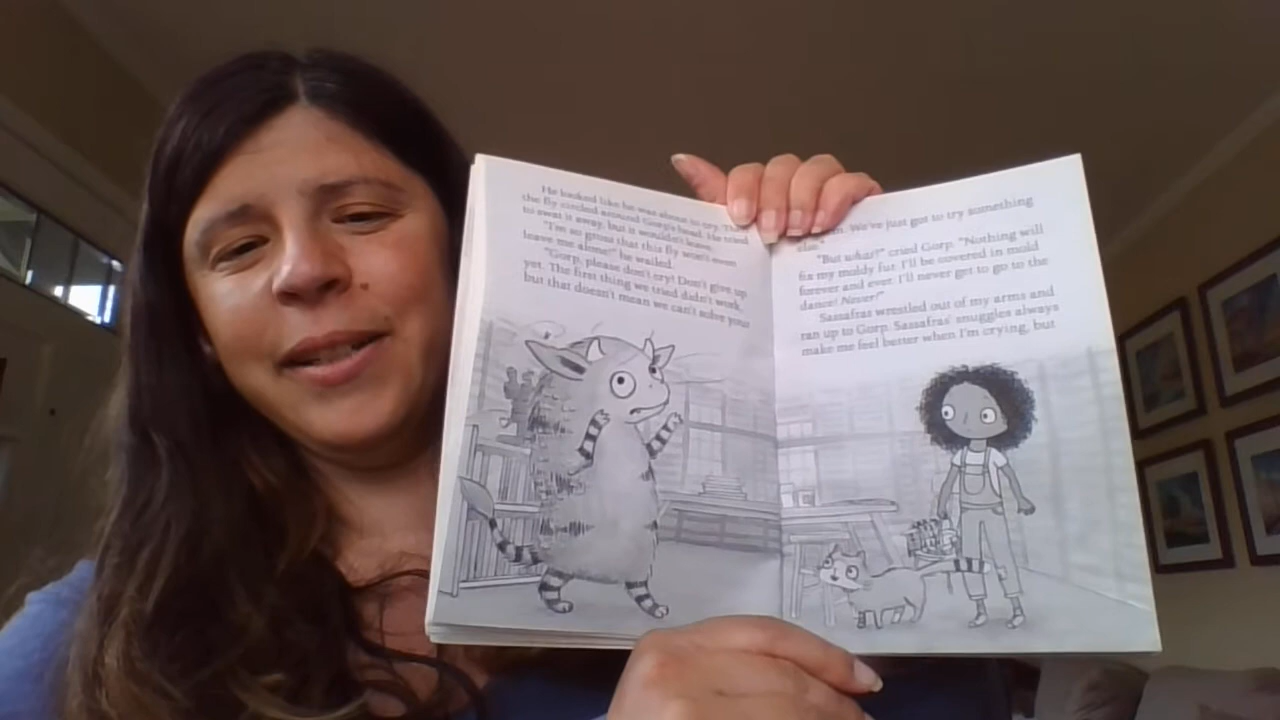 He looked like he was about to cry. Then
the fly circled around Gorp's head. He tried
to swat it away, but it wouldn't leave.
"I'm so gross that this fly won't even
leave me alone!" he wailed.
"Gorp, please don't cry! Don't give up
yet. The first thing we tried didn't work,
but that doesn't mean we can't solve your
We've just got to try something
else."
"But what?" cried Gorp. "Nothing will
fix my moldy fur. I'll be covered in mold
forever and ever. I'll never get to go to the
dance! Never!"
Sassafras wrestled out of my arms and
ran up to Gorp. Sassafras' snuggles always
make me feel better when I'm crying, but